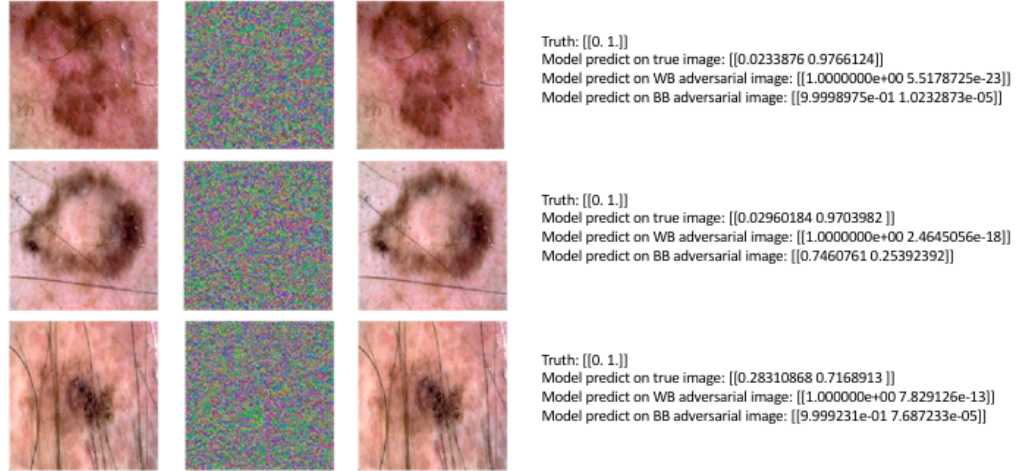 Truth: [[0. 1.]]
Model predict on true image: [[0.0233876 0.9766124]]
Model predict on WB adversarial image: [[1.0000000e+00 5.5178725e-23]]
Model predict on BB adversarial image: [[9.9998975e-01 1.0232873e-05]]
Truth: [[0. 1.]]
Model predict on true image: [[0.02960184 0.9703982 ]]
Model predict on WB adversarial image: [[1.0000000e+00 2.4645056e-18]]
Model predict on BB adversarial image: [[0.7460761 0.25392392]]
Truth: [[0. 1.]]
Model predict on true image: [[0.28310868 0.7168913 ]]
Model predict on WB adversarial image: [[1.000000e+00 7.829126e-13]]
Model predict on BB adversarial image: [[9.999231e-01 7.687233e-05]]